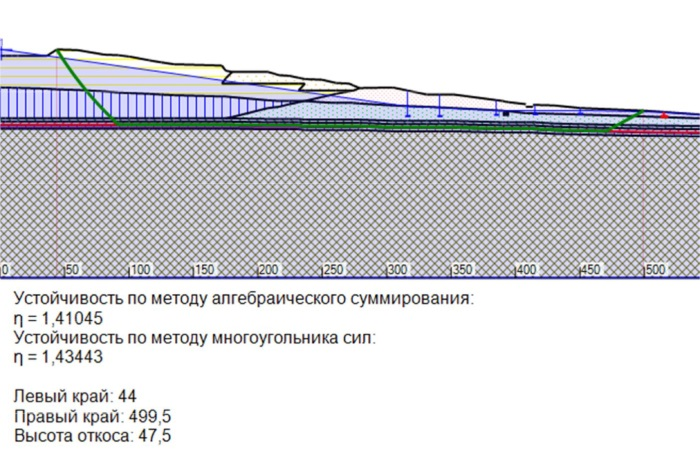 0 50 100 150 200 250 300 350 400 450 500
Устойчивость по методу алгебраического суммирования:
η = 1,41045
Устойчивость по методу многоугольника сил:
η = 1,43443
Левый край: 44
Правый край: 499,5
Высота откоса: 47,5